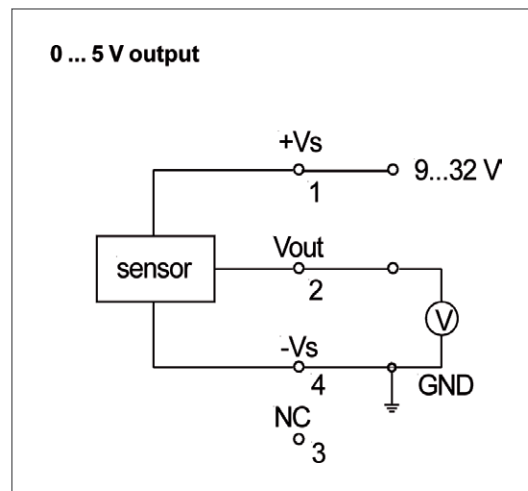 0 ... 5 V output
+Vs
1
9...32 V
sensor
Vout
2
V
-Vs
4
GND
NC
3